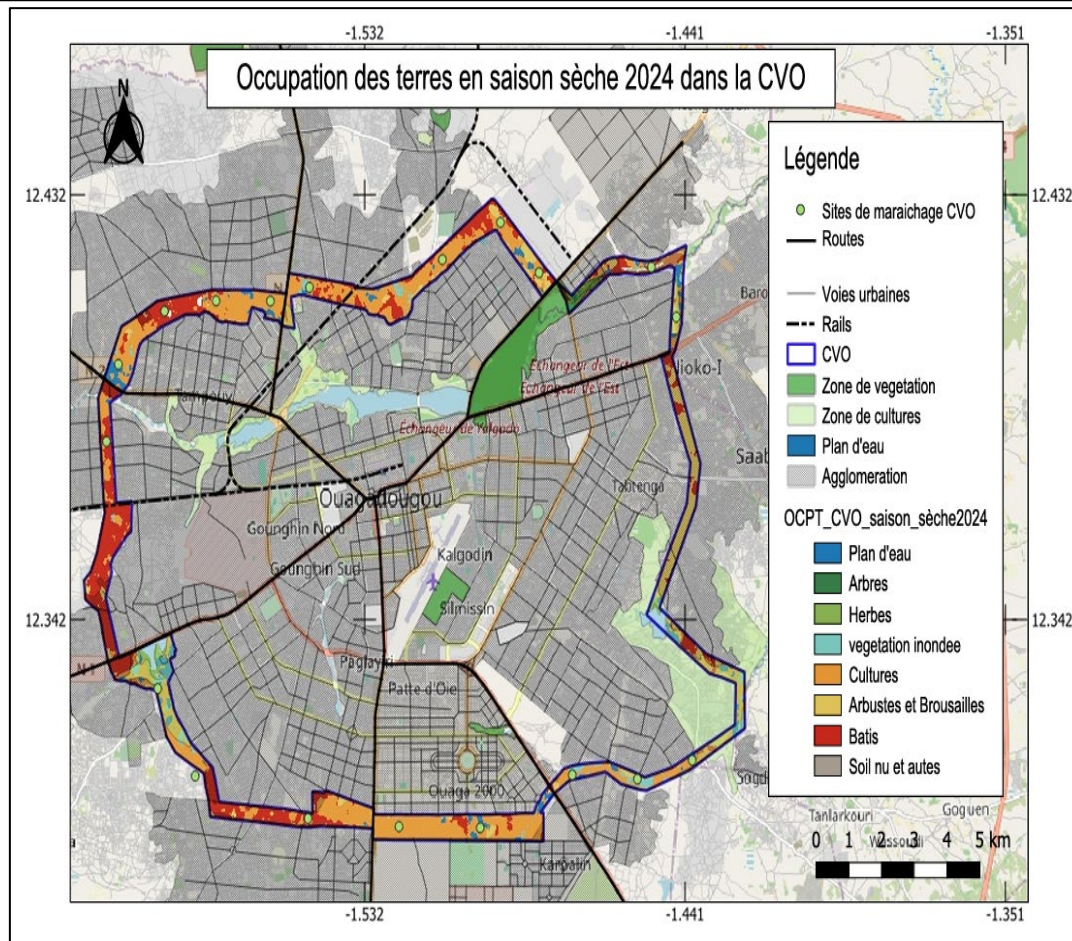 -1.532 -1.441 -1.351
Occupation des terres en saison sèche 2024 dans la CVO
N
12.432
12.432
Légende
Sites de maraichage CVO
Routes
Voies urbaines
Rails
CVO
Zone de vegetation
Zone de cultures
Plan d'eau
Agglomeration
OCPT_CVO_saison_sèche2024
Plan d'eau
Arbres
Herbes
vegetation inondee
Cultures
Arbustes et Brousailles
Batis
Soil nu et autes
Baro
Nioko-I
Echangeur de l'Est
Echangeur de l'Est
Tampouy
Echangeur de Yalgado
Saab
Tabtenga
Ouagadougou
Gounghin Nord
Gounghin Sud
Kalgodin
Silmissin
12.342
12.342
Paglayiri
Patte d'Oie
Ouaga 2000
Karpalin
Tanlarkouri
Goguen
0 1 2 3 4 5 km
-1.532 -1.441 -1.351